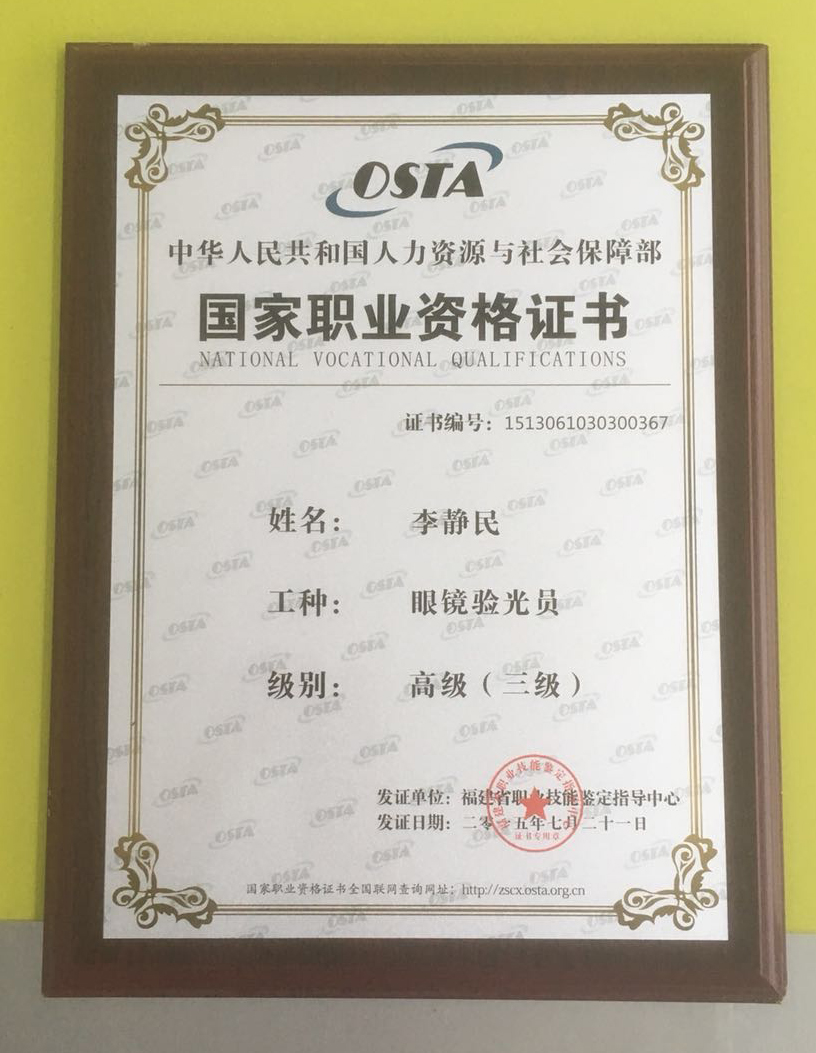 OSTA
中华人民共和国人力资源与社会保障部
国家职业资格证书
NATIONAL VOCATIONAL QUALIFICATIONS
证书编号：1513061030300367
姓名： 李静民
工种： 眼镜验光员
级别： 高级（三级）
发证单位：福建省职业技能鉴定指导中心
发证日期：二零一五年七月二十一日
证书专用章
国家职业资格证书全国联网查询网址：http://zscx.osta.org.cn